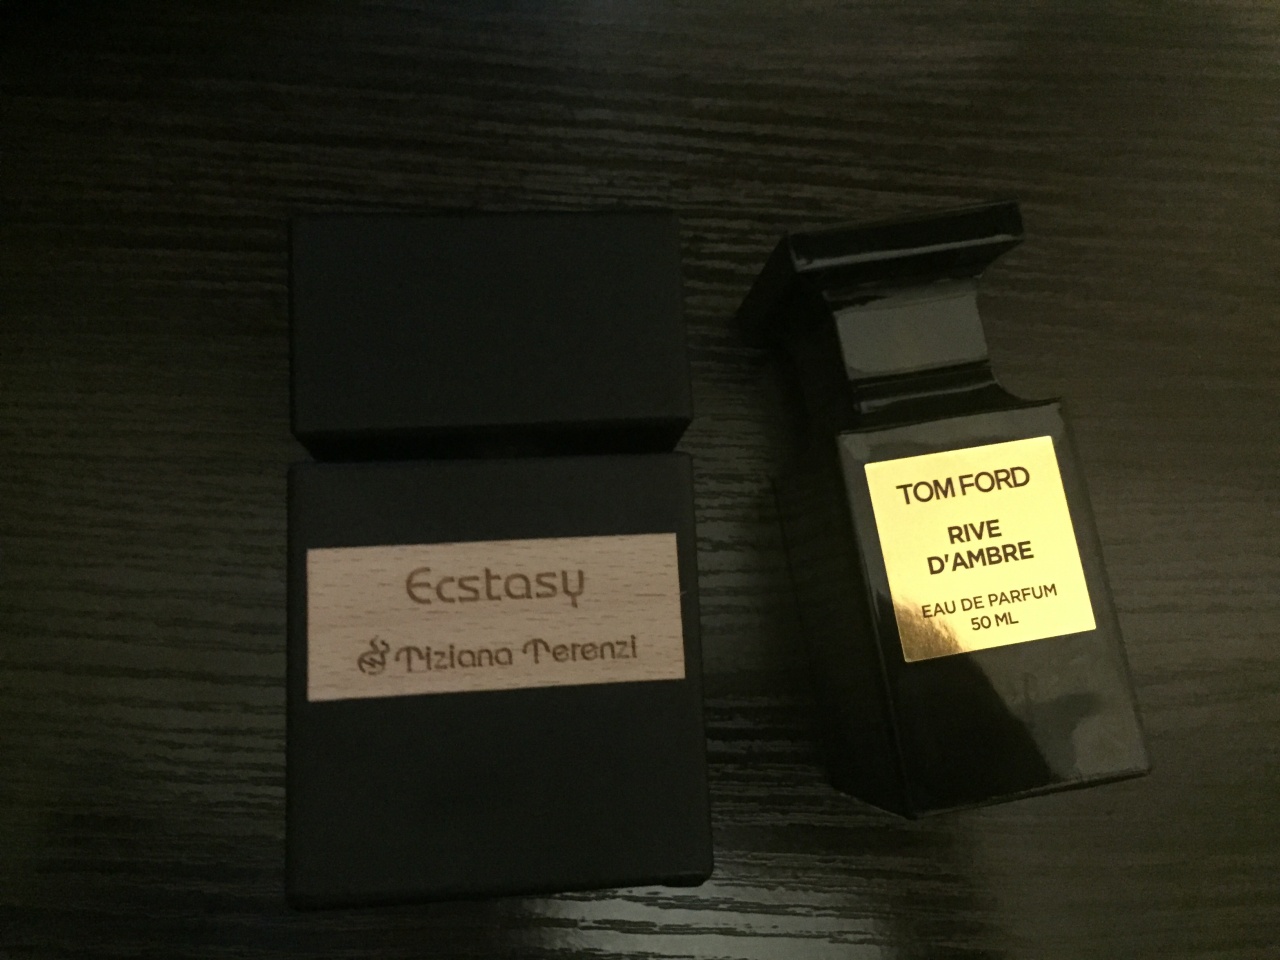 Ecstasy
Tiziana Terenzi
TOM FORD
RIVE
D'AMBRE
EAU DE PARFUM
50 ML